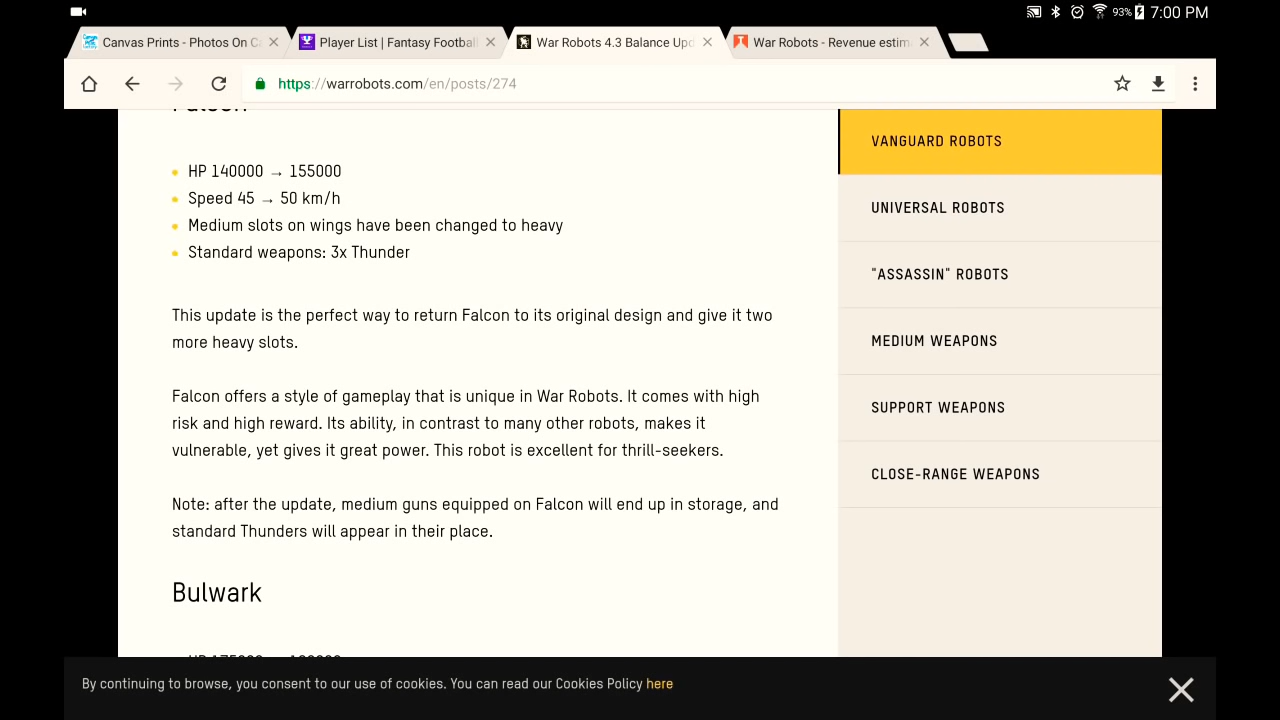 93% 7:00 PM
Canvas Prints - Photos On Ca
Player List | Fantasy Football
War Robots 4.3 Balance Upd
War Robots - Revenue estim
https://warrobots.com/en/posts/274
Falcon
HP 140000 → 155000
Speed 45 → 50 km/h
Medium slots on wings have been changed to heavy
Standard weapons: 3x Thunder
This update is the perfect way to return Falcon to its original design and give it two
more heavy slots.
Falcon offers a style of gameplay that is unique in War Robots. It comes with high
risk and high reward. Its ability, in contrast to many other robots, makes it
vulnerable, yet gives it great power. This robot is excellent for thrill-seekers.
Note: after the update, medium guns equipped on Falcon will end up in storage, and
standard Thunders will appear in their place.
Bulwark
VANGUARD ROBOTS
UNIVERSAL ROBOTS
"ASSASSIN" ROBOTS
MEDIUM WEAPONS
SUPPORT WEAPONS
CLOSE-RANGE WEAPONS
By continuing to browse, you consent to our use of cookies. You can read our Cookies Policy here